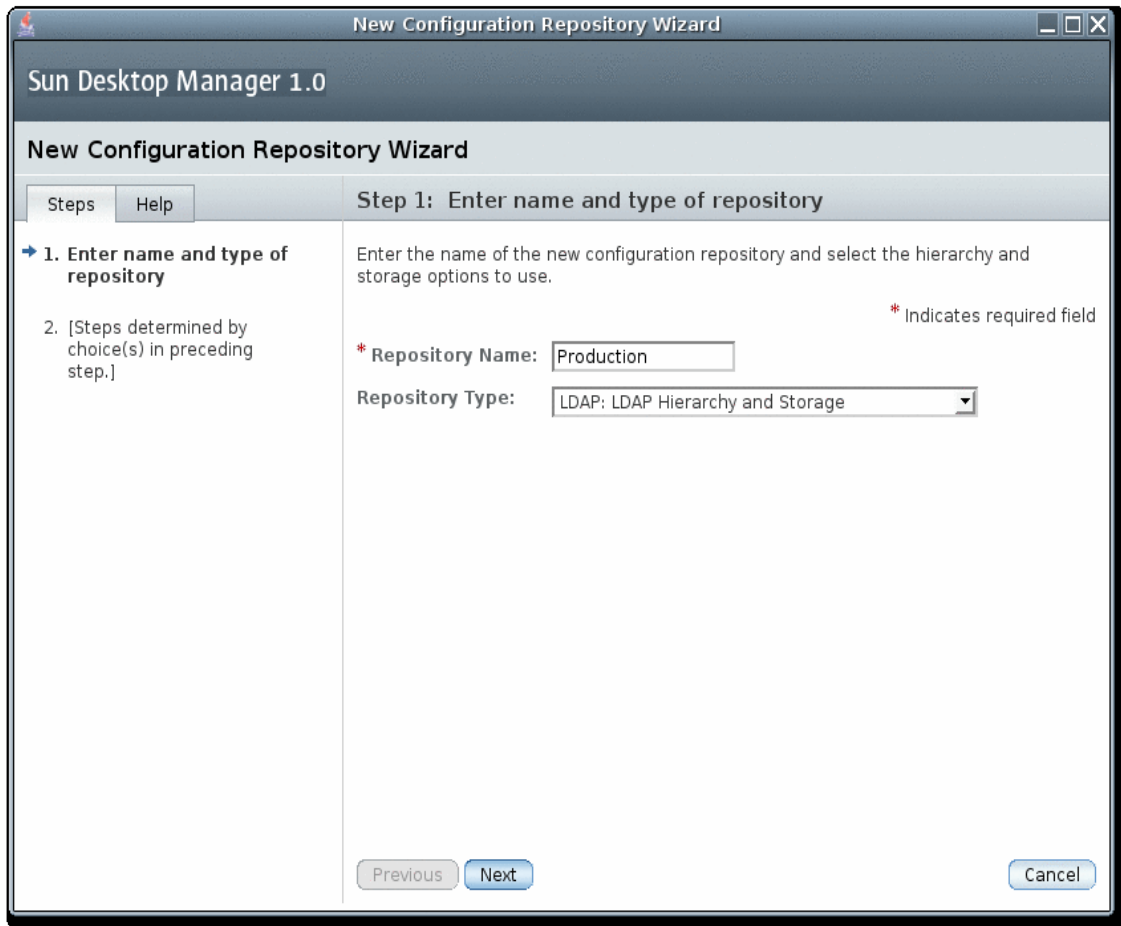 New Configuration Repository Wizard
Sun Desktop Manager 1.0
New Configuration Repository Wizard
Steps Help
1. Enter name and type of
repository
2. [Steps determined by
choice(s) in preceding
step.]
Step 1: Enter name and type of repository
Enter the name of the new configuration repository and select the hierarchy and
storage options to use.
* Indicates required field
* Repository Name: Production
Repository Type: LDAP: LDAP Hierarchy and Storage
Previous Next Cancel